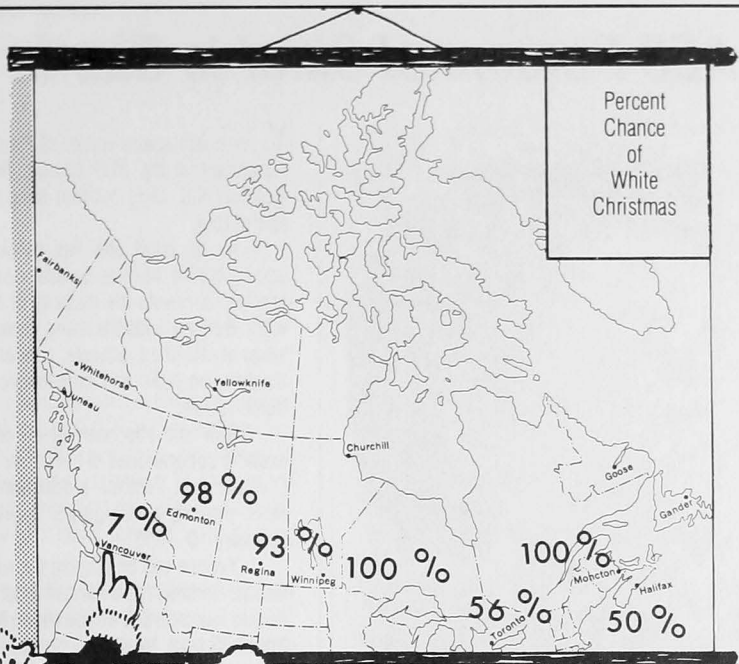 Percent
Chance
of
White
Christmas
Fairbanks
Whitehorse
Juneau
Yellowknife
Churchill
Goose
Gander
98 %
Edmonton
7 %
Vancouver
93 %
Regina
Winnipeg
100 %
100 %
Mohcton
Halifax
56 %
Toronto
50 %